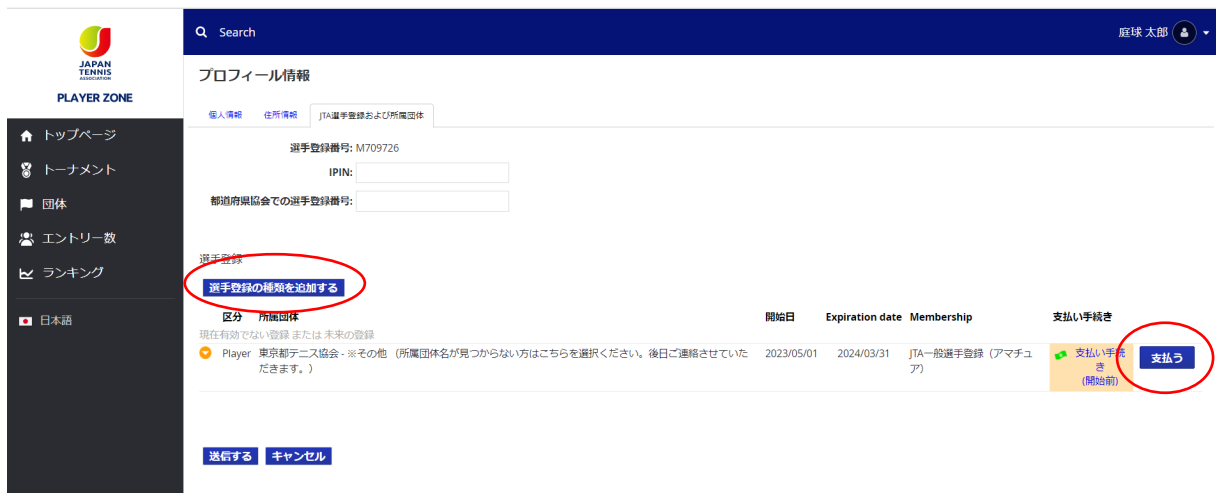 JAPAN
TENNIS
ASSOCIATION
PLAYER ZONE
トップページ
トーナメント
団体
エントリー数
ランキング
日本語
Search
庭球 太郎
プロフィール情報
個人情報 住所情報 JTA選手登録および所属団体
選手登録番号: M709726
IPIN:
都道府県協会での選手登録番号:
選手登録
選手登録の種類を追加する
区分 所属団体 開始日 Expiration date Membership 支払い手続き
現在有効でない登録 または 未来の登録
Player 東京都テニス協会 - ※その他 （所属団体名が見つからない方はこちらを選択ください。後日ご連絡させていた 2023/05/01 2024/03/31 JTA一般選手登録（アマチュ 支払い手続 支払う
だきます。） ア） き
(開始前)
送信する キャンセル